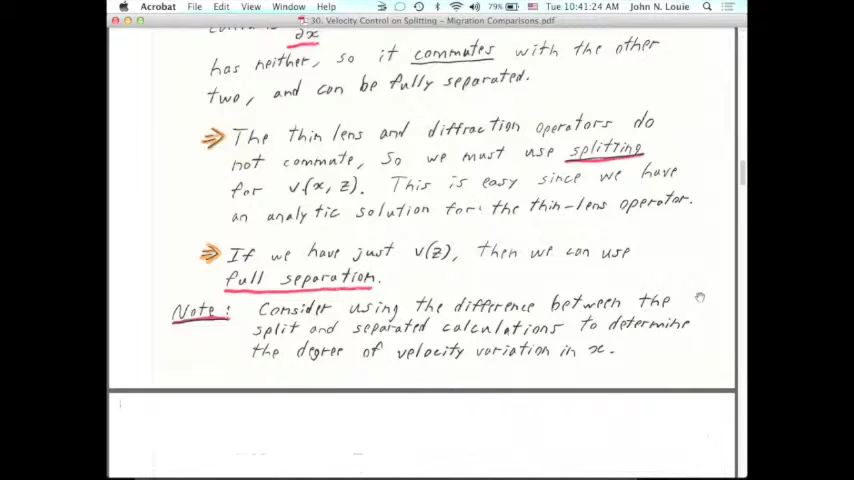 Acrobat File Edit View Window Help 79% Tue 10:41:24 AM John N. Louie
30. Velocity Control on Splitting – Migration Comparisons.pdf
∂x
has neither, so it commutes with the other
two, and can be fully separated.
⇒ The thin lens and diffraction operators do
not commute, so we must use splitting
for v(x,z). This is easy since we have
an analytic solution for the thin-lens operator.
⇒ If we have just v(z), then we can use
full separation.
Note: Consider using the difference between the
split and separated calculations to determine
the degree of velocity variation in x.